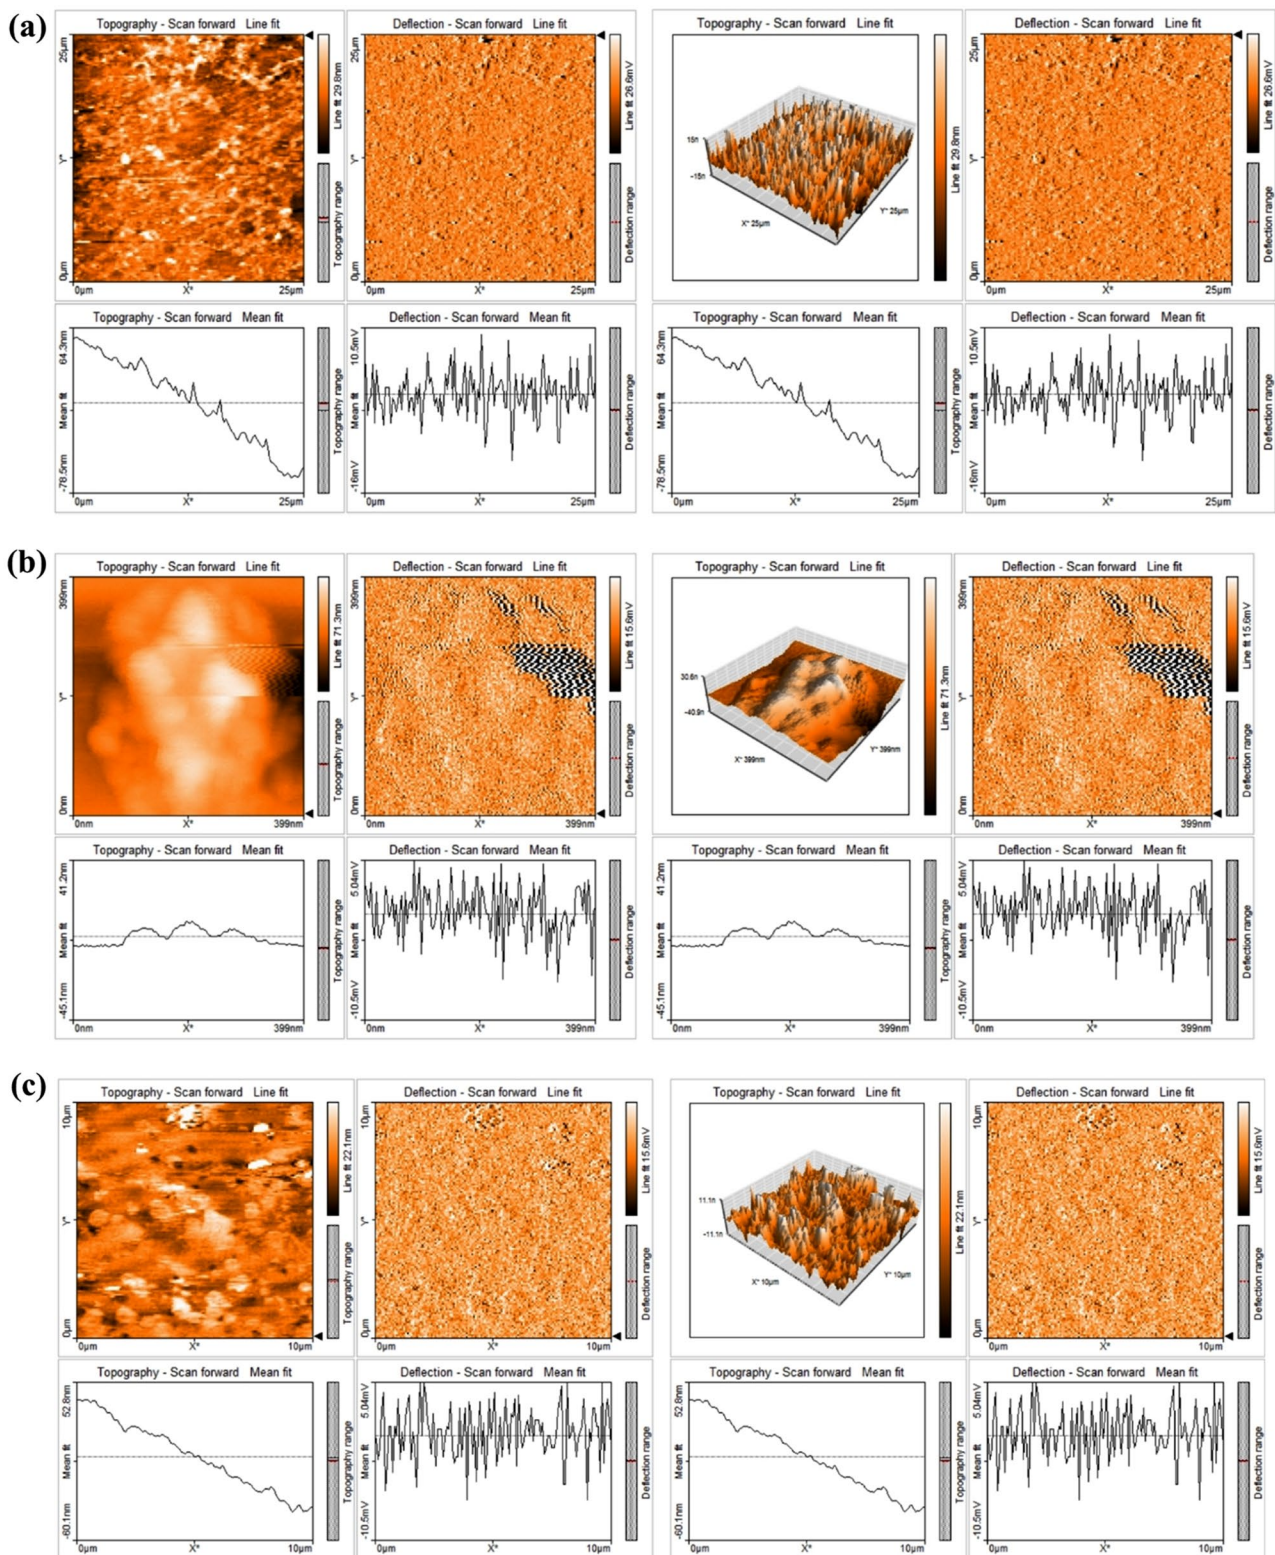 (a)
Topography - Scan forward Line fit
25µm
Y*
0µm
0µm X* 25µm
Line fit 29.8nm
Topography range
Deflection - Scan forward Line fit
0µm X* 25µm
Line fit 26.6mV
Deflection range
Topography - Scan forward Line fit
15n
-15n
X* 25µm
Y* 25µm
Line fit 29.8nm
Deflection - Scan forward Line fit
25µm
Y*
0µm
0µm X* 25µm
Line fit 26.6mV
Deflection range
Topography - Scan forward Mean fit
64.3nm
Mean fit
-78.5nm
0µm X* 25µm
Topography range
Deflection - Scan forward Mean fit
10.5mV
Mean fit
-16mV
0µm X* 25µm
Deflection range
Topography - Scan forward Mean fit
64.3nm
Mean fit
-78.5nm
0µm X* 25µm
Topography range
Deflection - Scan forward Mean fit
10.5mV
Mean fit
-16mV
0µm X* 25µm
Deflection range
(b)
Topography - Scan forward Line fit
399nm
Y*
0nm
0nm X* 399nm
Line fit 71.3nm
Topography range
Deflection - Scan forward Line fit
0nm X* 399nm
Line fit 15.6mV
Deflection range
Topography - Scan forward Line fit
30.6n
-40.9n
X* 399nm
Y* 399nm
Line fit 71.3nm
Deflection - Scan forward Line fit
399nm
Y*
0nm
0nm X* 399nm
Line fit 15.6mV
Deflection range
Topography - Scan forward Mean fit
41.2nm
Mean fit
-45.1nm
0nm X* 399nm
Topography range
Deflection - Scan forward Mean fit
5.04mV
Mean fit
-10.5mV
0nm X* 399nm
Deflection range
Topography - Scan forward Mean fit
41.2nm
Mean fit
-45.1nm
0nm X* 399nm
Topography range
Deflection - Scan forward Mean fit
5.04mV
Mean fit
-10.5mV
0nm X* 399nm
Deflection range
(c)
Topography - Scan forward Line fit
10µm
Y*
0µm
0µm X* 10µm
Line fit 22.1nm
Topography range
Deflection - Scan forward Line fit
0µm X* 10µm
Line fit 15.6mV
Deflection range
Topography - Scan forward Line fit
11.1n
-11.1n
X* 10µm
Y* 10µm
Line fit 22.1nm
Deflection - Scan forward Line fit
10µm
Y*
0µm
0µm X* 10µm
Line fit 15.6mV
Deflection range
Topography - Scan forward Mean fit
52.8nm
Mean fit
-60.1nm
0µm X* 10µm
Topography range
Deflection - Scan forward Mean fit
5.04mV
Mean fit
-10.5mV
0µm X* 10µm
Deflection range
Topography - Scan forward Mean fit
52.8nm
Mean fit
-60.1nm
0µm X* 10µm
Topography range
Deflection - Scan forward Mean fit
5.04mV
Mean fit
-10.5mV
0µm X* 10µm
Deflection range